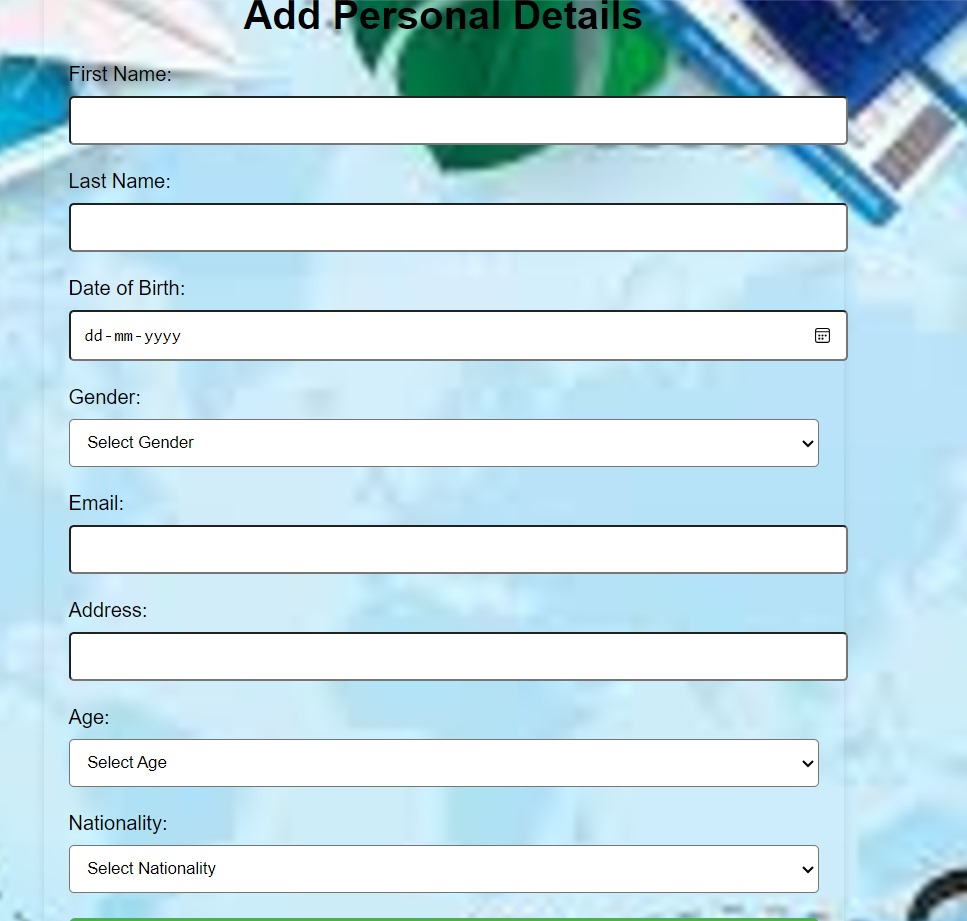 Add Personal Details
First Name:
Last Name:
Date of Birth:
dd-mm-yyyy
Gender:
Select Gender
Email:
Address:
Age:
Select Age
Nationality:
Select Nationality